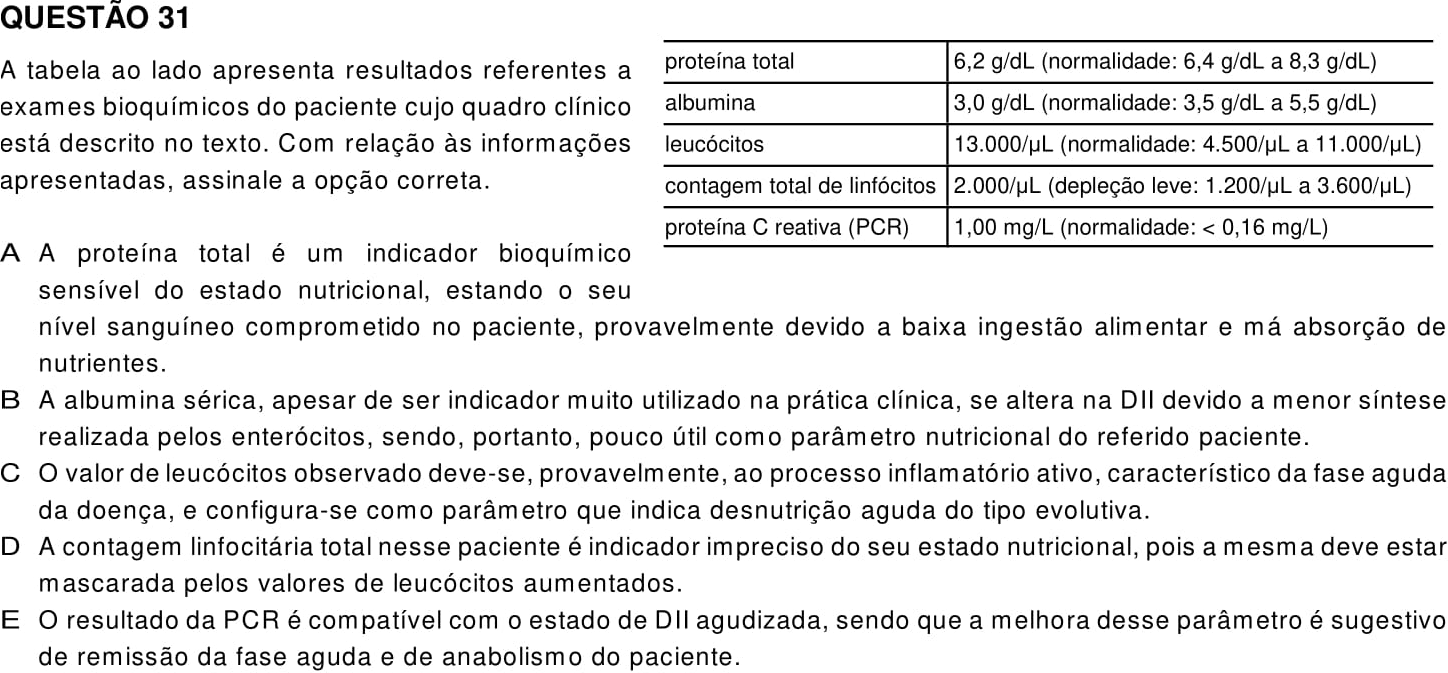 QUESTÃO 31
A tabela ao lado apresenta resultados referentes a
exames bioquímicos do paciente cujo quadro clínico
está descrito no texto. Com relação às informações
apresentadas, assinale a opção correta.
proteína total 6,2 g/dL (normalidade: 6,4 g/dL a 8,3 g/dL)
albumina 3,0 g/dL (normalidade: 3,5 g/dL a 5,5 g/dL)
leucócitos 13.000/μL (normalidade: 4.500/μL a 11.000/μL)
contagem total de linfócitos 2.000/μL (depleção leve: 1.200/μL a 3.600/μL)
proteína C reativa (PCR) 1,00 mg/L (normalidade: < 0,16 mg/L)
A A proteína total é um indicador bioquímico
sensível do estado nutricional, estando o seu
nível sanguíneo comprometido no paciente, provavelmente devido a baixa ingestão alimentar e má absorção de
nutrientes.
B A albumina sérica, apesar de ser indicador muito utilizado na prática clínica, se altera na DII devido a menor síntese
realizada pelos enterócitos, sendo, portanto, pouco útil como parâmetro nutricional do referido paciente.
C O valor de leucócitos observado deve-se, provavelmente, ao processo inflamatório ativo, característico da fase aguda
da doença, e configura-se como parâmetro que indica desnutrição aguda do tipo evolutiva.
D A contagem linfocitária total nesse paciente é indicador impreciso do seu estado nutricional, pois a mesma deve estar
mascarada pelos valores de leucócitos aumentados.
E O resultado da PCR é compatível com o estado de DII agudizada, sendo que a melhora desse parâmetro é sugestivo
de remissão da fase aguda e de anabolismo do paciente.